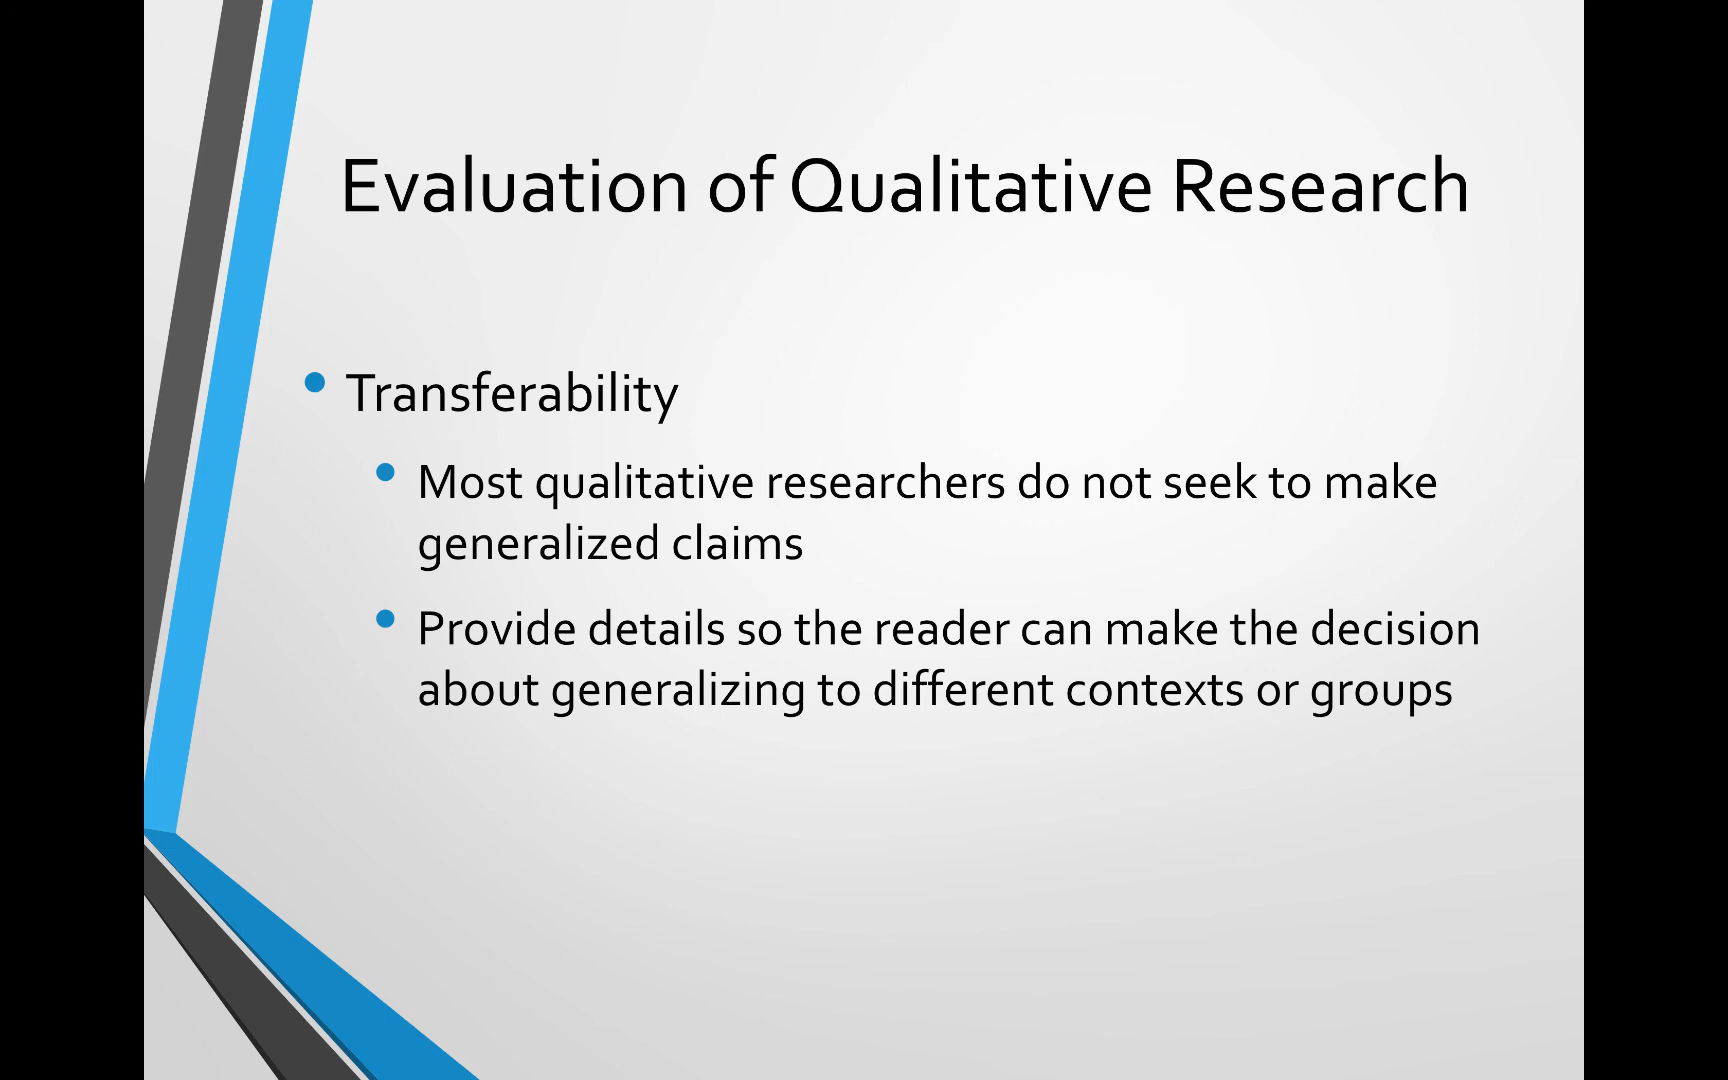 Evaluation of Qualitative Research
• Transferability
• Most qualitative researchers do not seek to make
generalized claims
• Provide details so the reader can make the decision
about generalizing to different contexts or groups